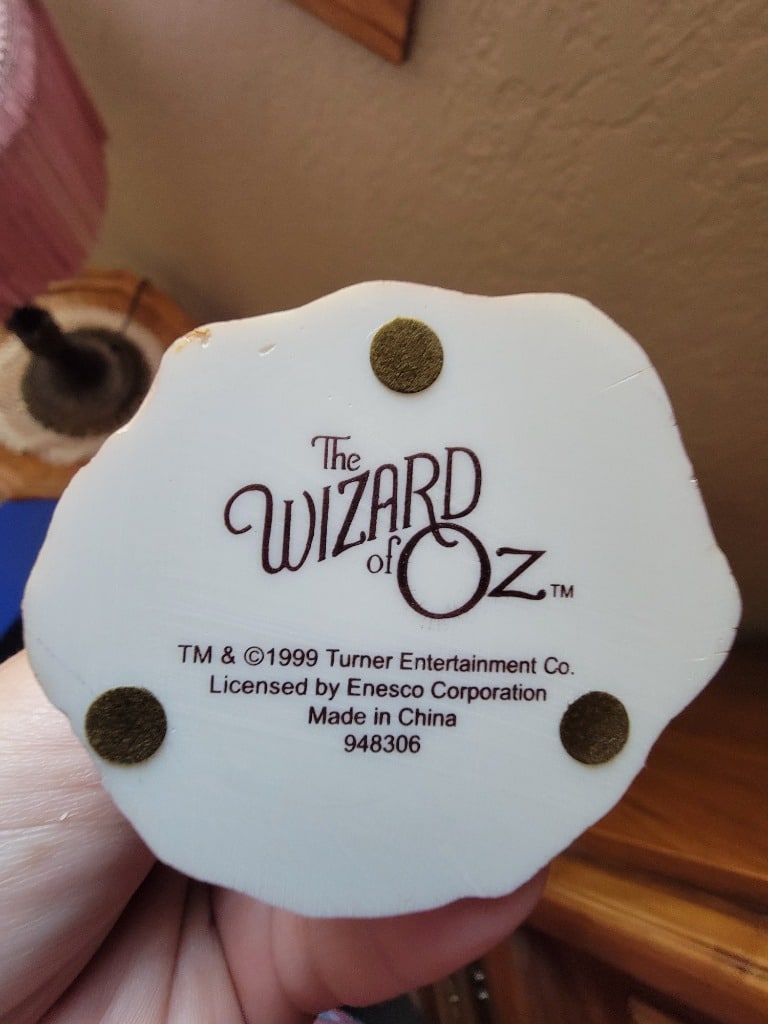 The
WIZARD
of OZ™
TM & ©1999 Turner Entertainment Co.
Licensed by Enesco Corporation
Made in China
948306